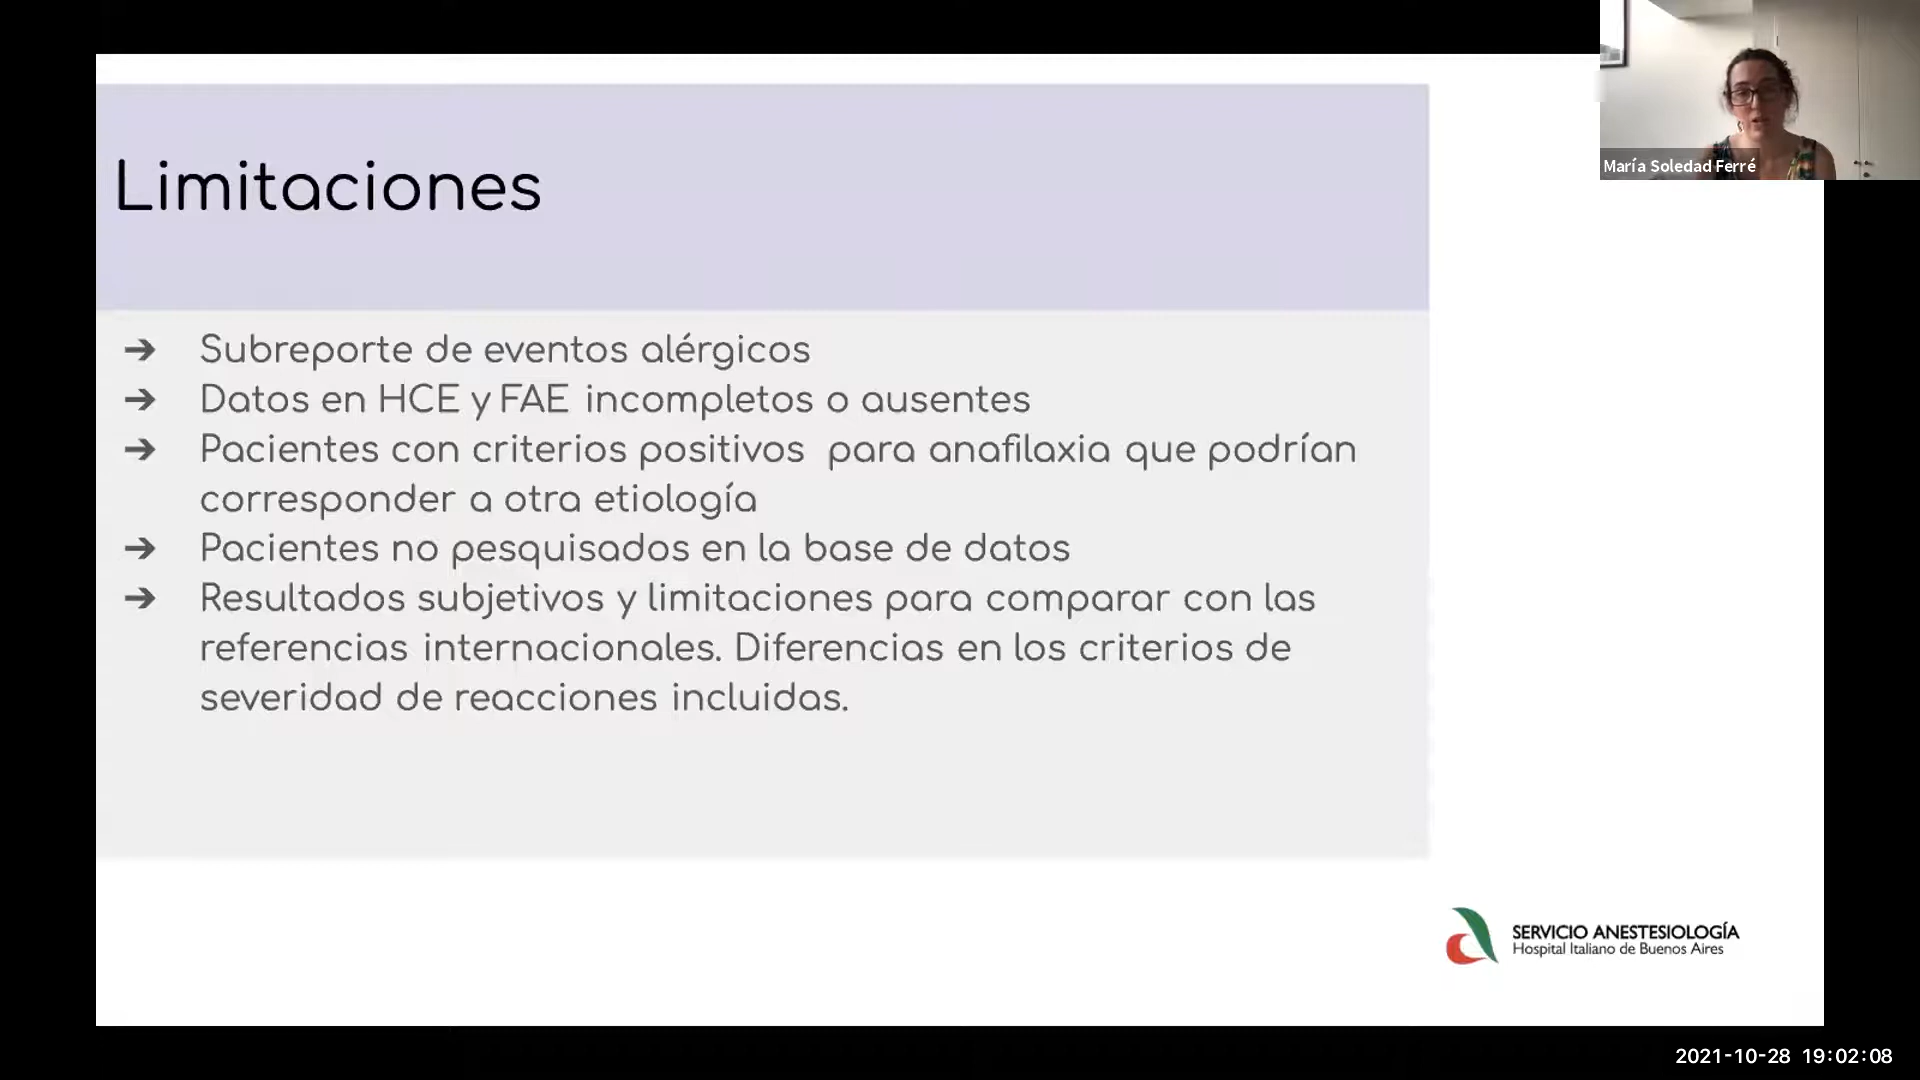 María Soledad Ferré
Limitaciones
➔ Subreporte de eventos alérgicos
➔ Datos en HCE y FAE incompletos o ausentes
➔ Pacientes con criterios positivos para anafilaxia que podrían
corresponder a otra etiología
➔ Pacientes no pesquisados en la base de datos
➔ Resultados subjetivos y limitaciones para comparar con las
referencias internacionales. Diferencias en los criterios de
severidad de reacciones incluidas.
SERVICIO ANESTESIOLOGÍA
Hospital Italiano de Buenos Aires
2021-10-28 19:02:08